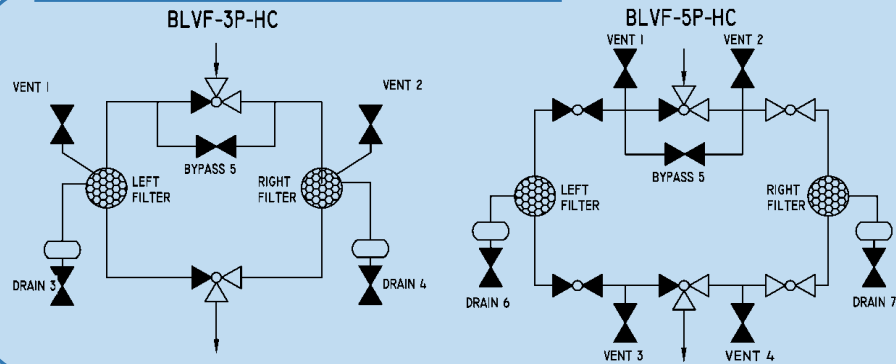 BLVF-3P-HC
VENT 1
VENT 2
BYPASS 5
LEFT
FILTER
RIGHT
FILTER
DRAIN 3
DRAIN 4
BLVF-5P-HC
VENT 1
VENT 2
BYPASS 5
LEFT
FILTER
RIGHT
FILTER
DRAIN 6
DRAIN 7
VENT 3
VENT 4